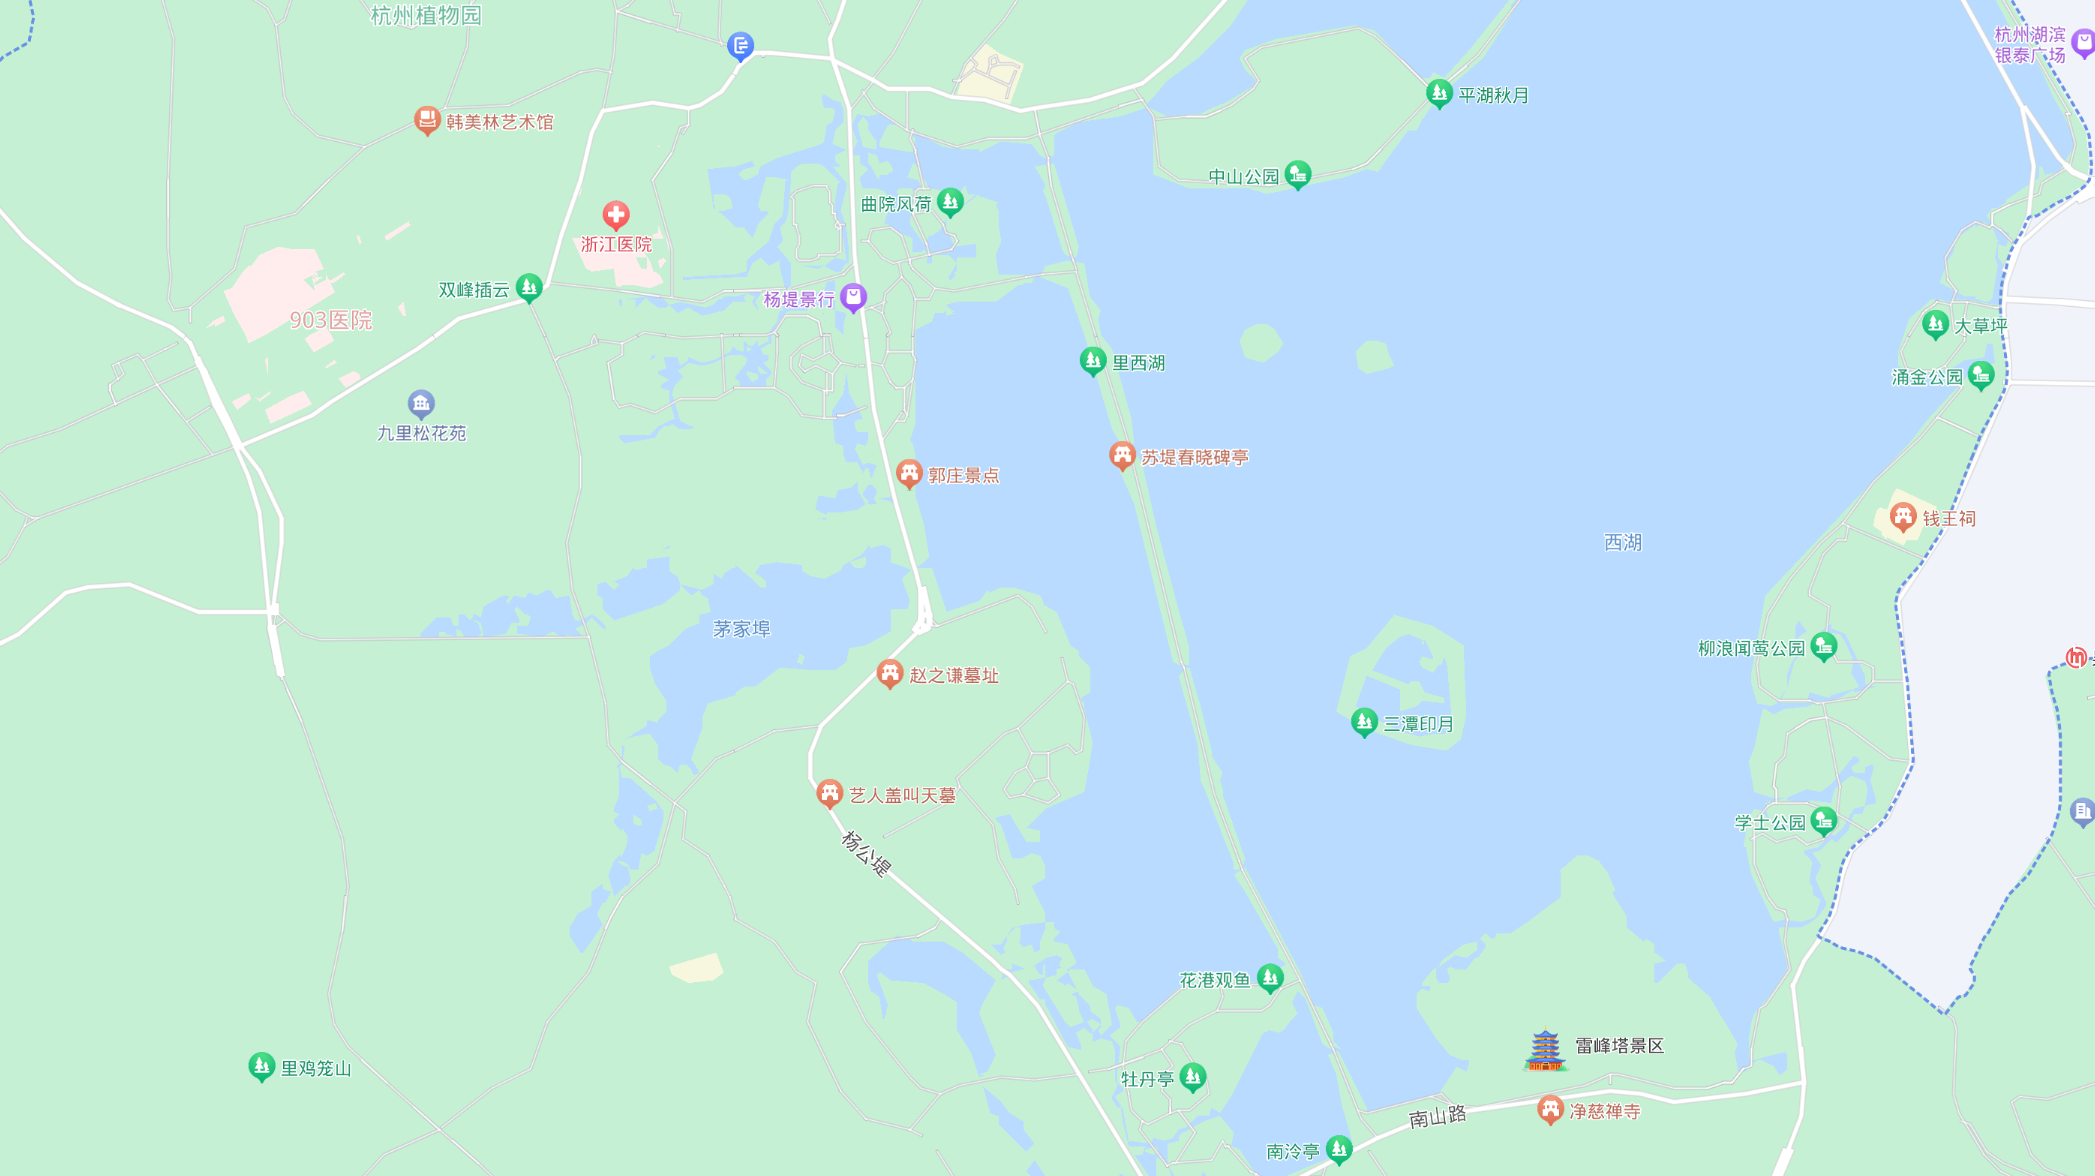 杭州植物园
杭州湖滨
银泰广场
平湖秋月
韩美林艺术馆
中山公园
曲院风荷
浙江医院
双峰插云
杨堤景行
903医院
大草坪
里西湖
涌金公园
九里松花苑
苏堤春晓碑亭
郭庄景点
钱王祠
西湖
茅家埠
柳浪闻莺公园
赵之谦墓址
三潭印月
艺人盖叫天墓
学士公园
杨公堤
花港观鱼
雷峰塔景区
里鸡笼山
牡丹亭
净慈禅寺
南山路
南泠亭